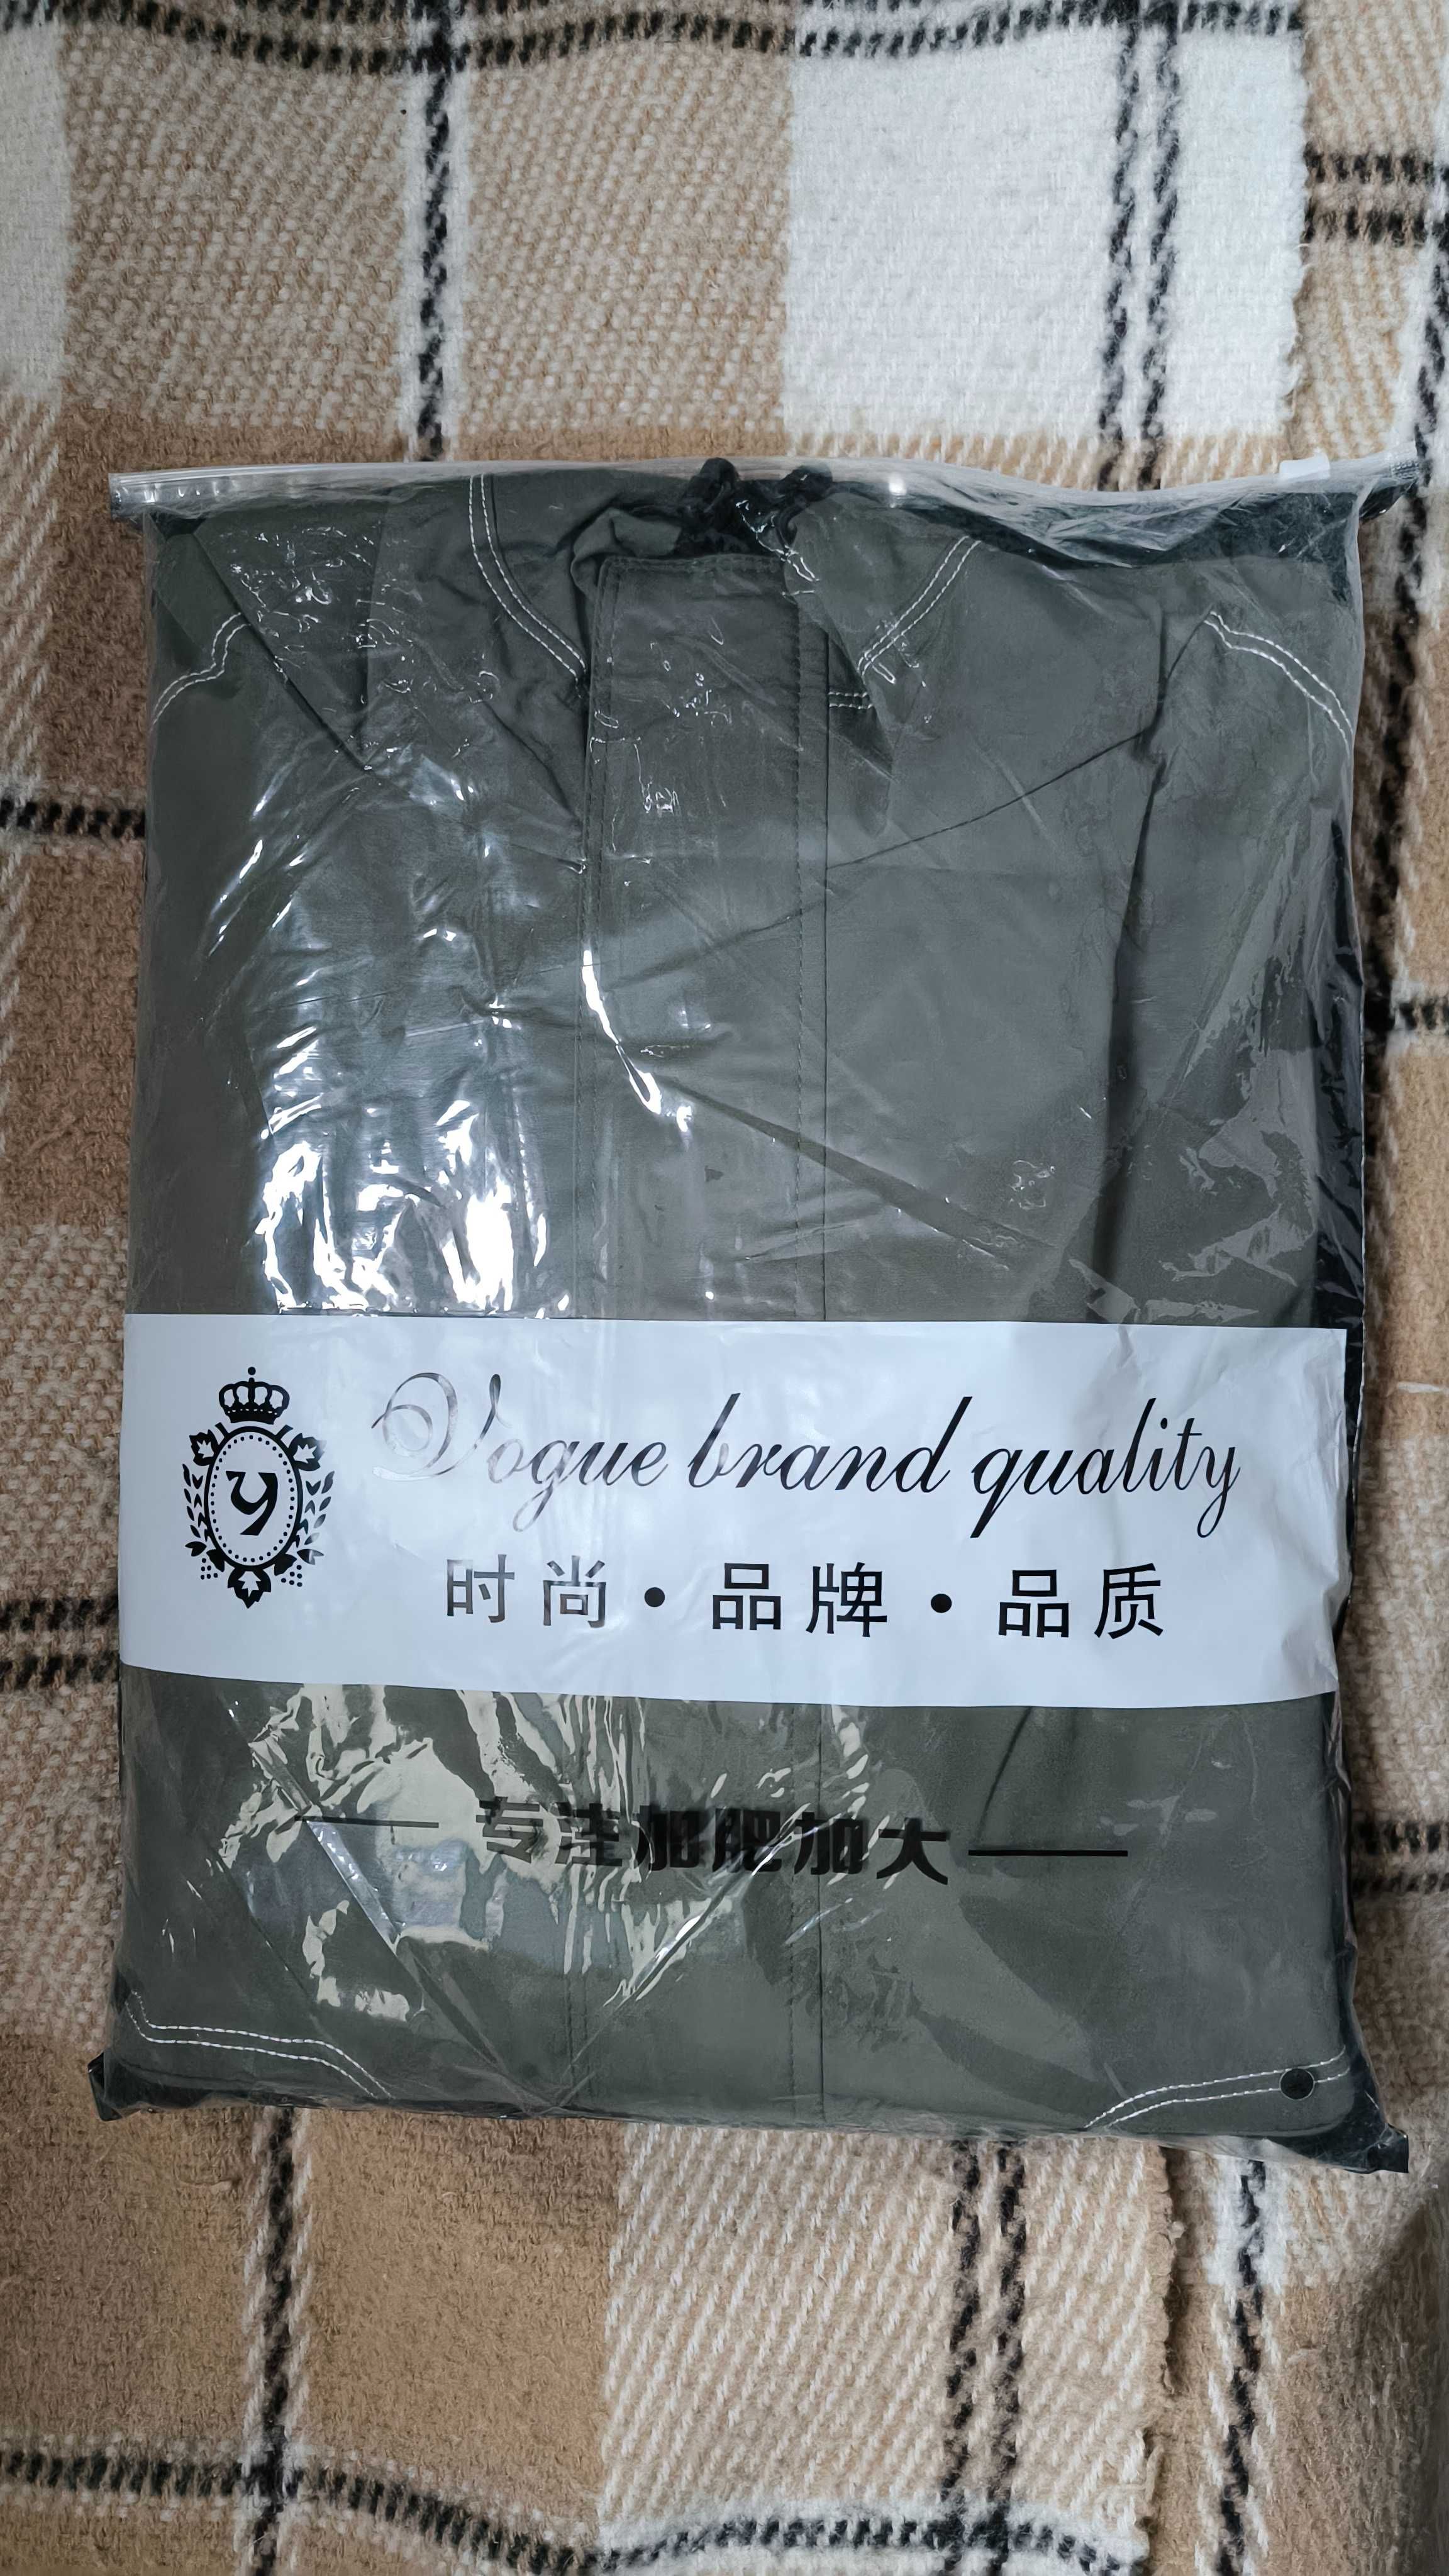 y
Vogue brand quality
时尚·品牌·品质
专注加肥加大